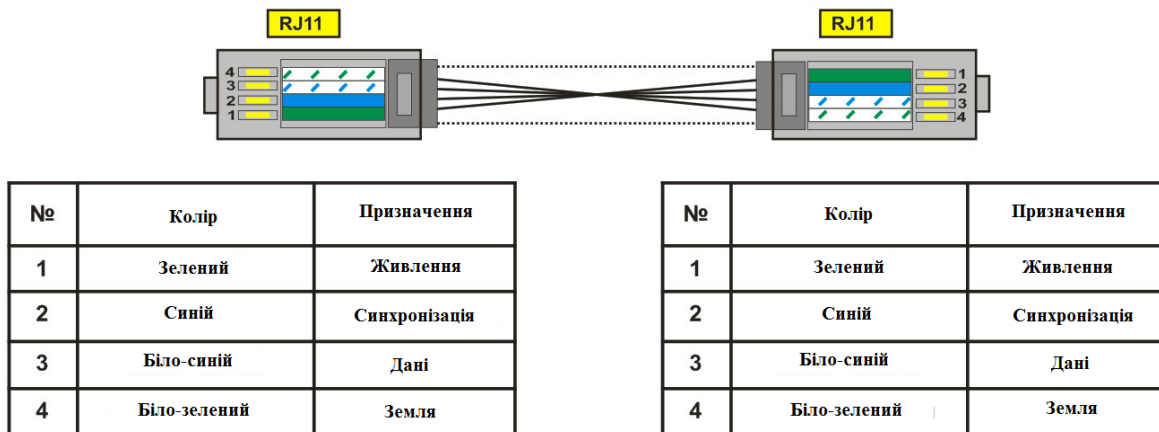 RJ11
RJ11
4
3
2
1
1
2
3
4
№ Колір Призначення
1 Зелений Живлення
2 Синій Синхронізація
3 Біло-синій Дані
4 Біло-зелений Земля
№ Колір Призначення
1 Зелений Живлення
2 Синій Синхронізація
3 Біло-синій Дані
4 Біло-зелений Земля